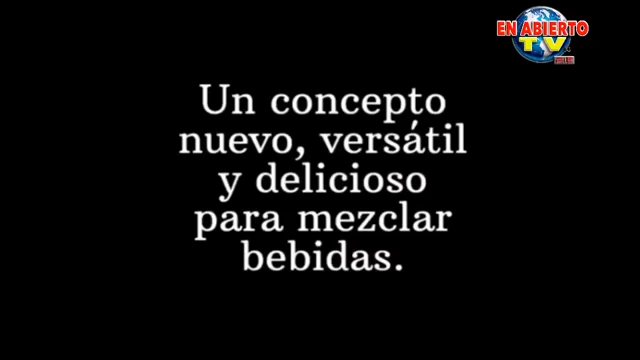 EN ABIERTO
TV
Un concepto
nuevo, versátil
y delicioso
para mezclar
bebidas.